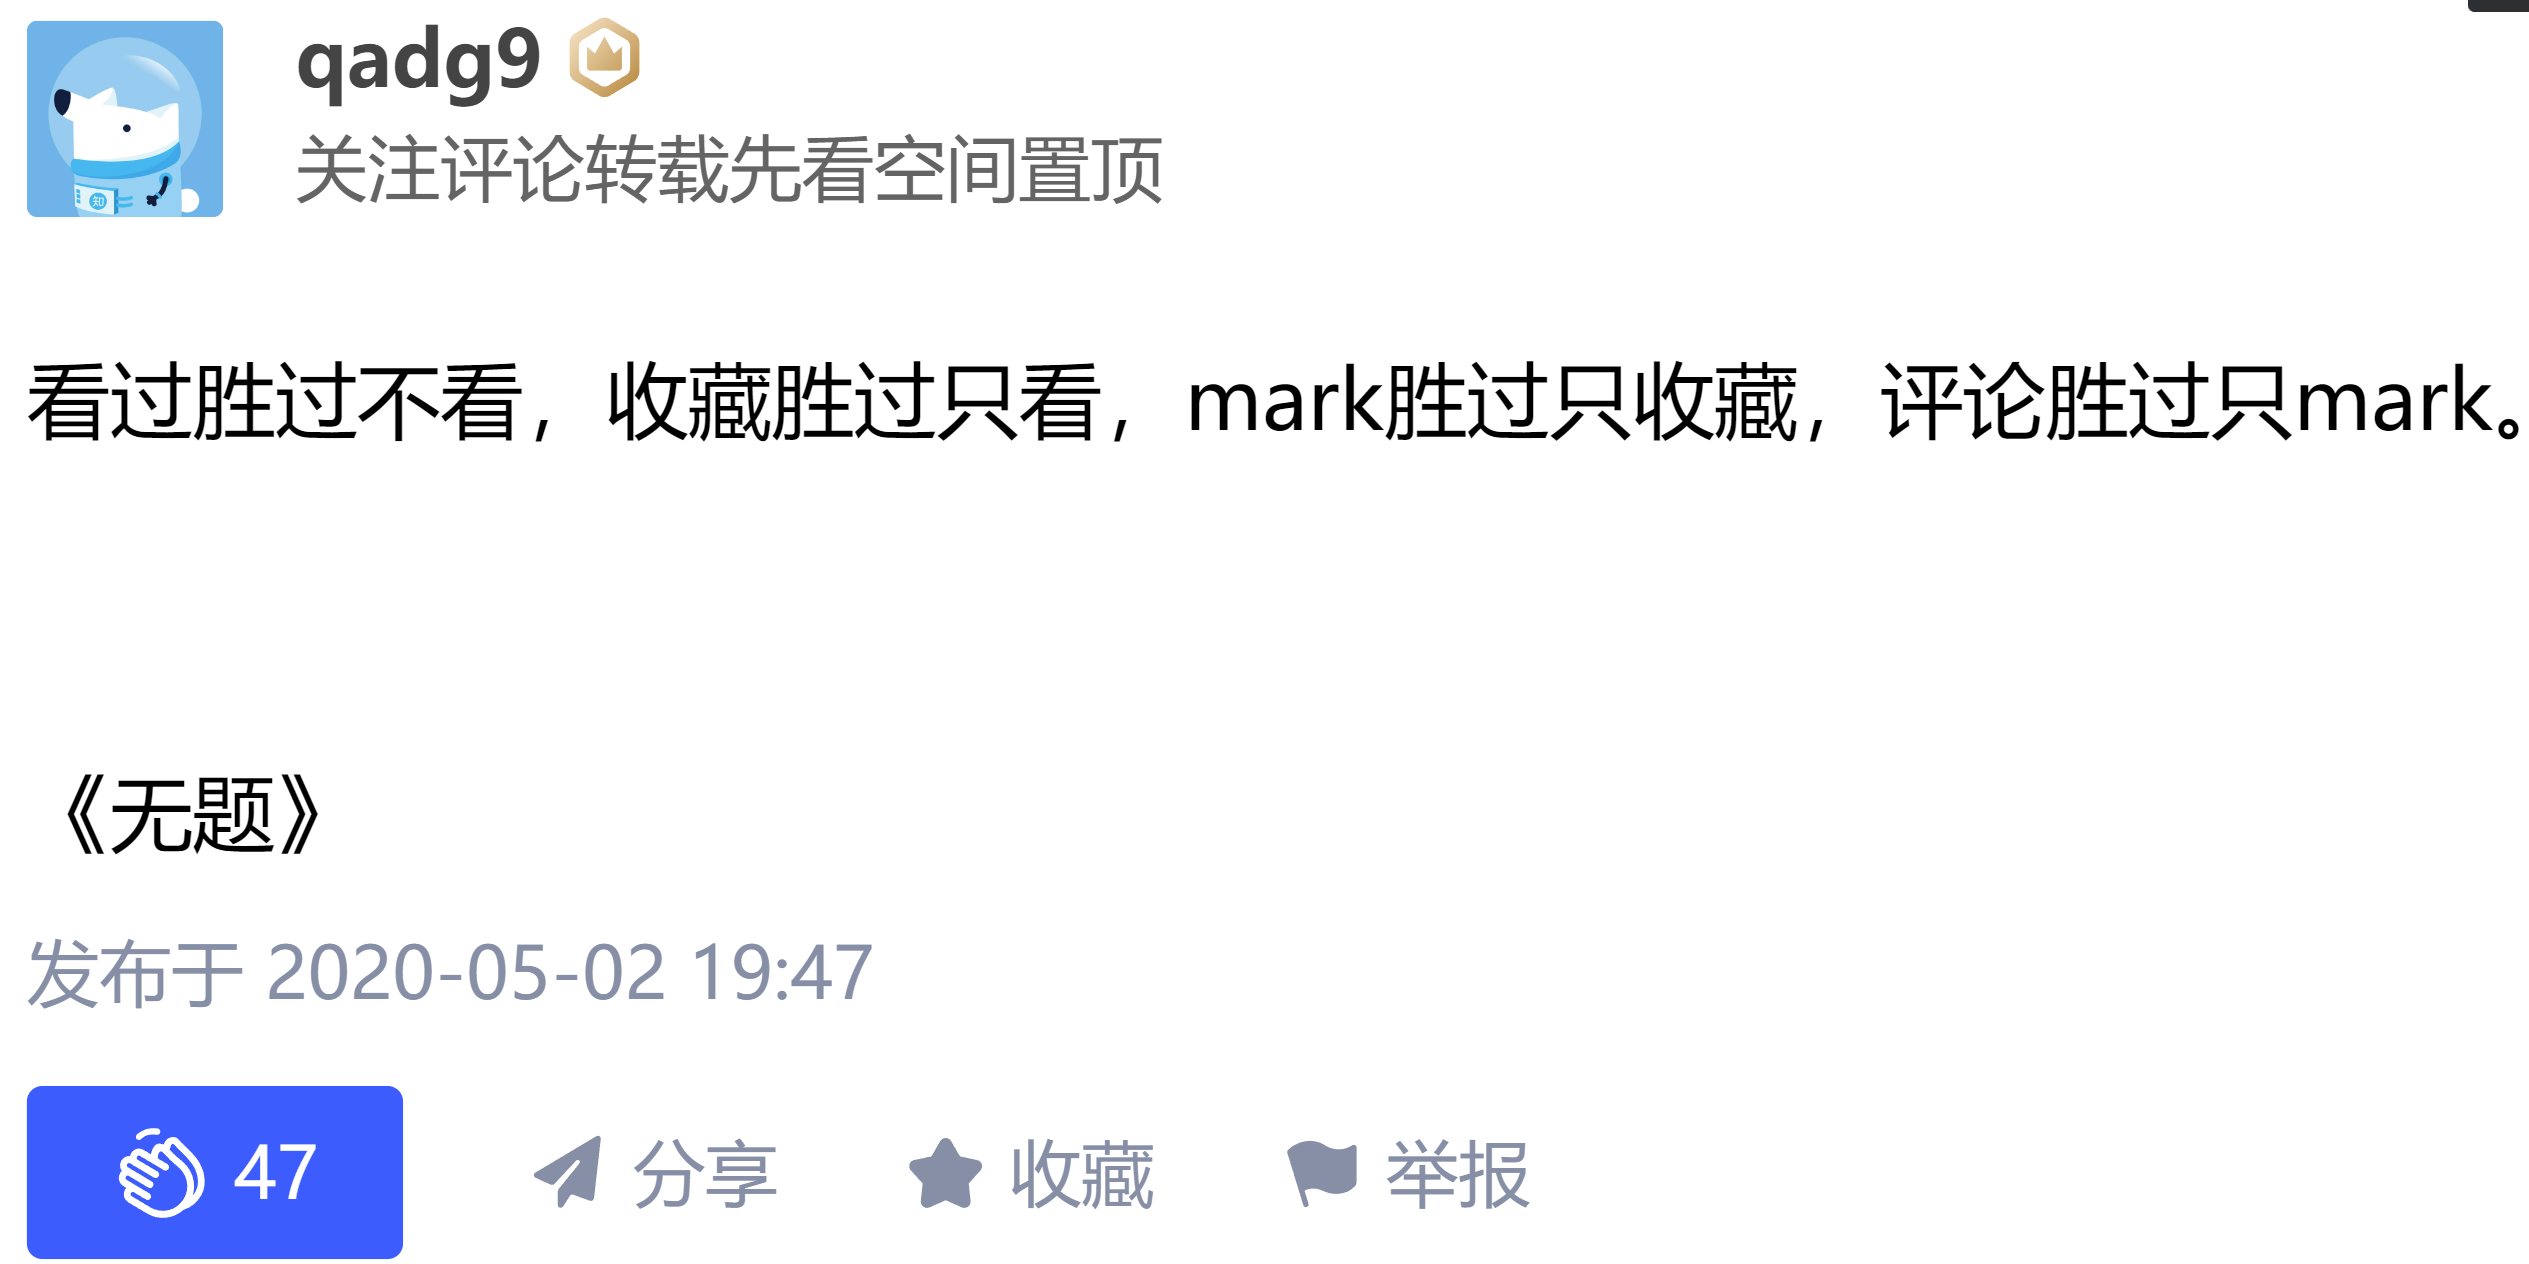 qadg9
关注评论转载先看空间置顶
知
看过胜过不看，收藏胜过只看，mark胜过只收藏，评论胜过只mark。
《无题》
发布于 2020-05-02 19:47
47 分享 收藏 举报